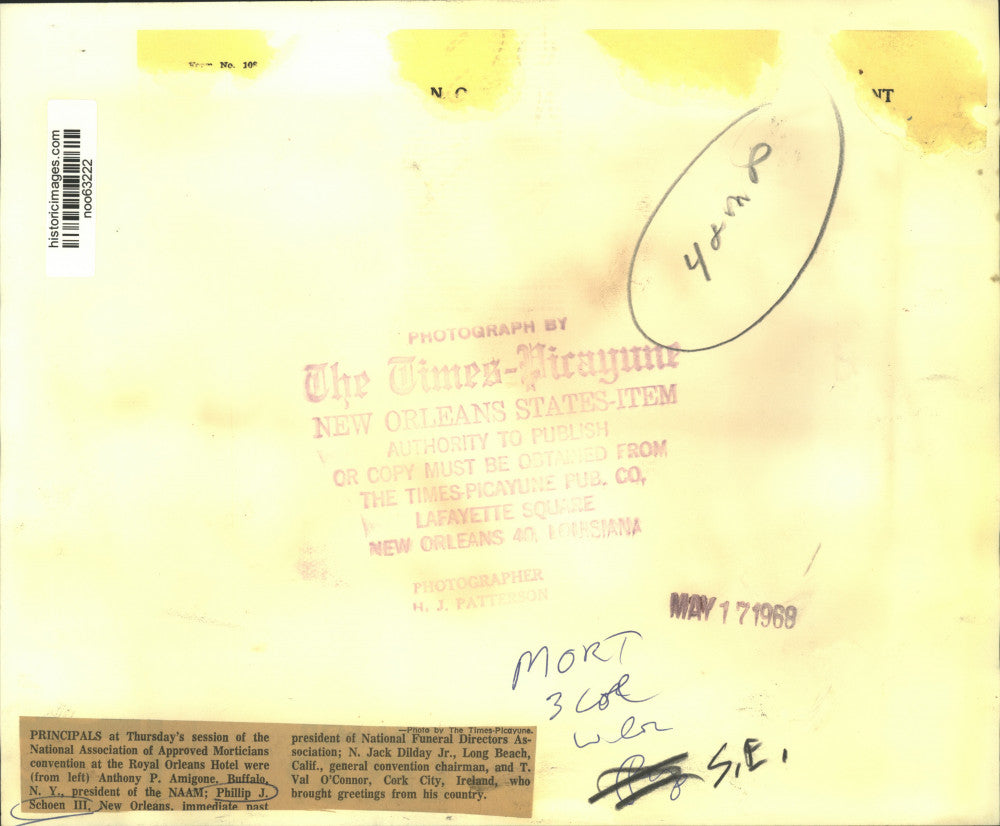 Form No. 106
N. O
NT
historicimages.com
noo63222
PHOTOGRAPH BY
The Times-Picayune
NEW ORLEANS STATES-ITEM
AUTHORITY TO PUBLISH
OR COPY MUST BE OBTAINED FROM
THE TIMES-PICAYUNE PUB. CO,
LAFAYETTE SQUARE
NEW ORLEANS 40, LOUISIANA
PHOTOGRAPHER
H. J. PATTERSON
MAY 17 1968
MORT
3 COL
S.E.
PRINCIPALS at Thursday's session of the
National Association of Approved Morticians
convention at the Royal Orleans Hotel were
(from left) Anthony P. Amigone, Buffalo,
N. Y., president of the NAAM; Phillip J.
Schoen III, New Orleans, immediate past
—Photo by The Times-Picayune.
president of National Funeral Directors As-
sociation; N. Jack Dilday Jr., Long Beach,
Calif., general convention chairman, and T.
Val O'Connor, Cork City, Ireland, who
brought greetings from his country.